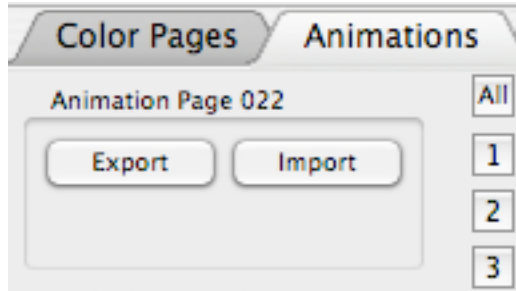 Color Pages Animations
Animation Page 022
All
Export Import
1
2
3